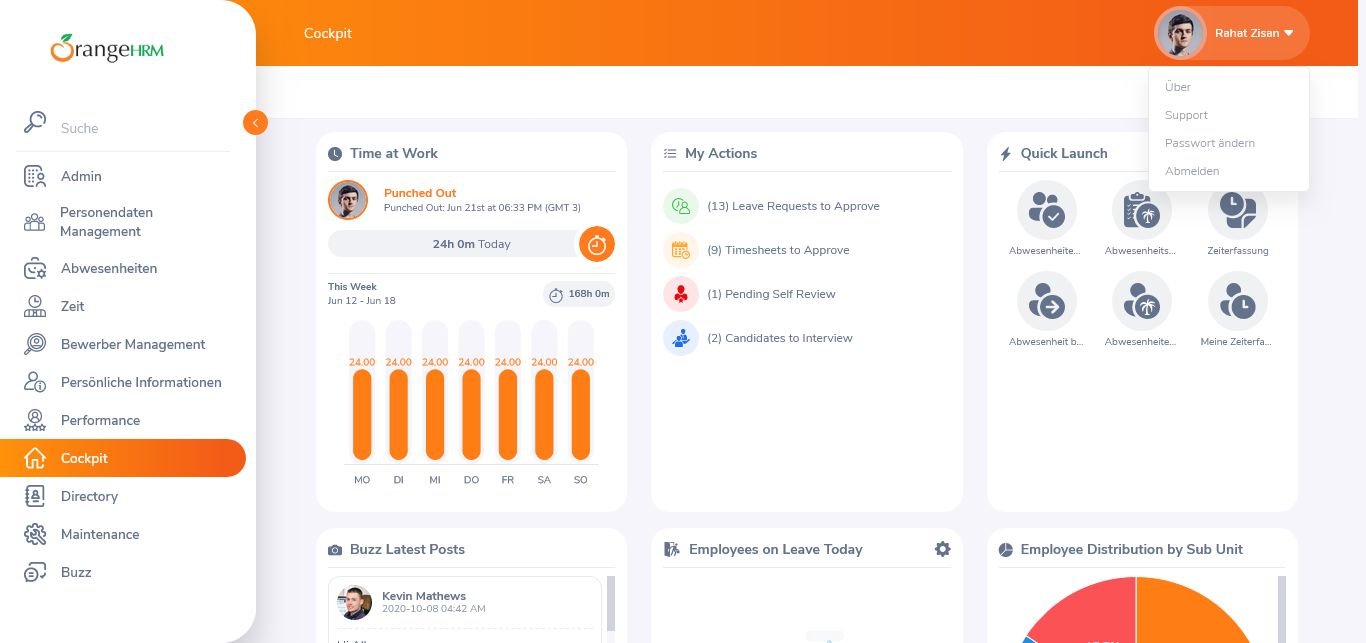 OrangeHRM
Suche
Admin
Personendaten
Management
Abwesenheiten
Zeit
Bewerber Management
Persönliche Informationen
Performance
Cockpit
Directory
Maintenance
Buzz
Cockpit
Rahat Zisan
Über
Support
Passwort ändern
Abmelden
Time at Work
Punched Out
Punched Out: Jun 21st at 06:33 PM (GMT 3)
24h 0m Today
This Week
Jun 12 - Jun 18
168h 0m
24.00 24.00 24.00 24.00 24.00 24.00 24.00
MO DI MI DO FR SA SO
My Actions
(13) Leave Requests to Approve
(9) Timesheets to Approve
(1) Pending Self Review
(2) Candidates to Interview
Quick Launch
Abwesenheite... Abwesenheits... Zeiterfassung
Abwesenheit b... Abwesenheite... Meine Zeiterfa...
Buzz Latest Posts
Kevin Mathews
2020-10-08 04:42 AM
Employees on Leave Today
Employee Distribution by Sub Unit